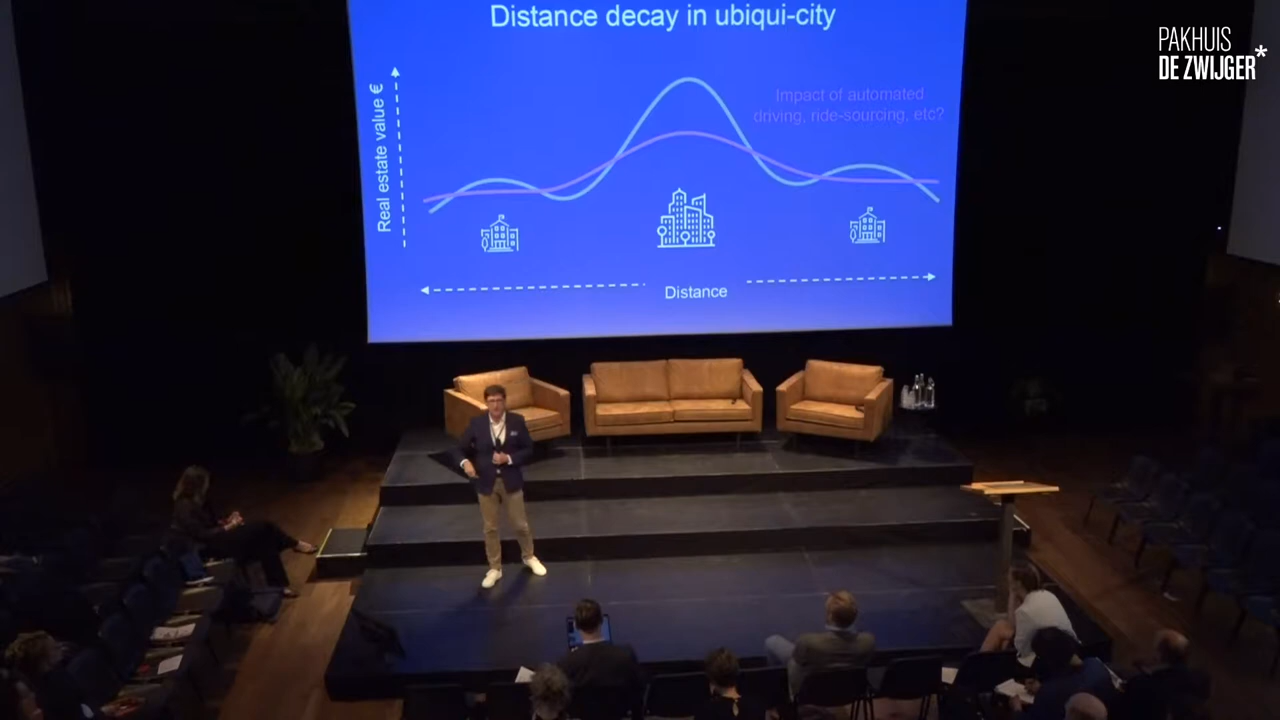 Distance decay in ubiqui-city
PAKHUIS
DE ZWIJGER*
Real estate value €
Impact of automated
driving, ride-sourcing, etc?
Distance